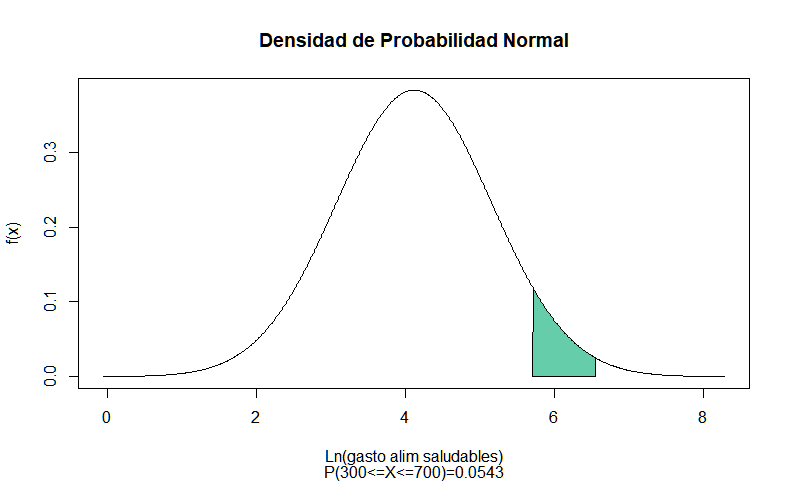 Densidad de Probabilidad Normal
f(x)
0.3
0.2
0.1
0.0
0 2 4 6 8
Ln(gasto alim saludables)
P(300<=X<=700)=0.0543